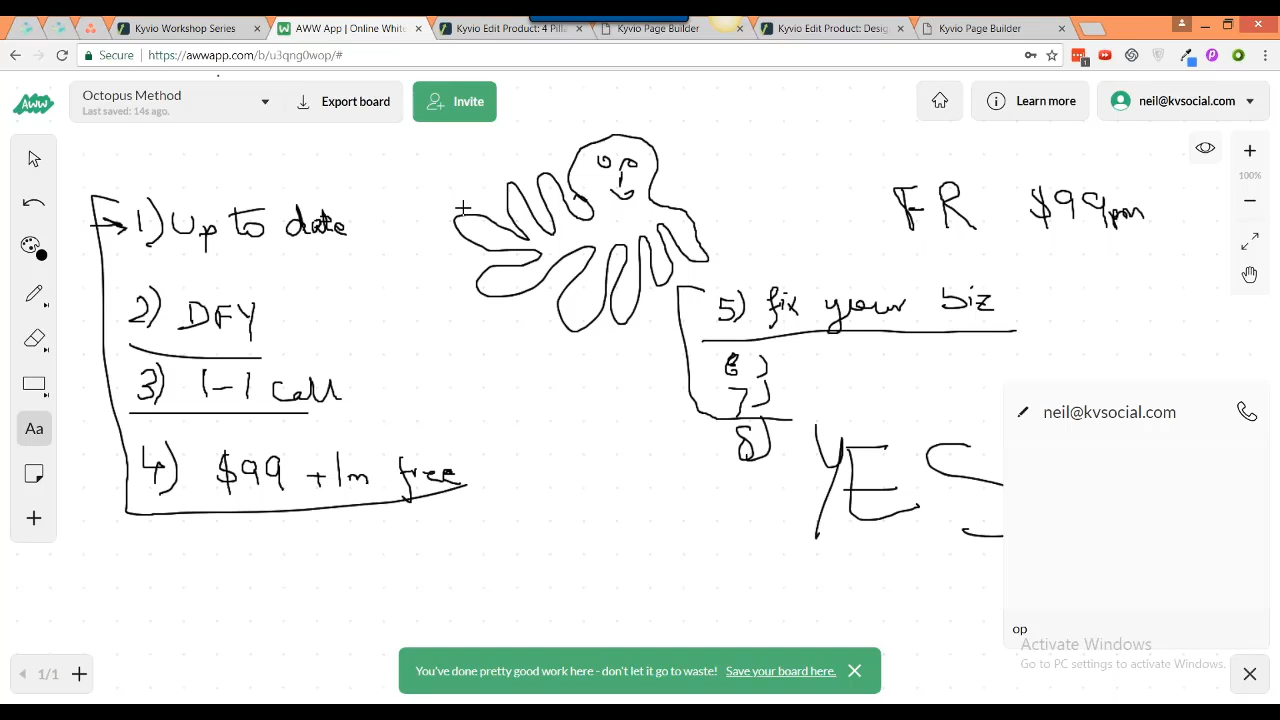 Kyvio Workshop Series
AWW App | Online White
Kyvio Edit Product: 4 Pill
Kyvio Page Builder
Kyvio Edit Product: Desig
Kyvio Page Builder
Secure
https://awwapp.com/b/u3qng0wop/#
AWW
Octopus Method
Last saved: 14s ago.
Export board
Invite
Learn more
neil@kvsocial.com
100%
Aa
FR $99pm
1) Up to date
2) DFY
3) 1-1 Call
4) $99 +1m free
5) fix your biz
6)
7)
8)
YES
neil@kvsocial.com
op
Activate Windows
Go to PC settings to activate Windows.
1/1
You've done pretty good work here - don't let it go to waste! Save your board here.